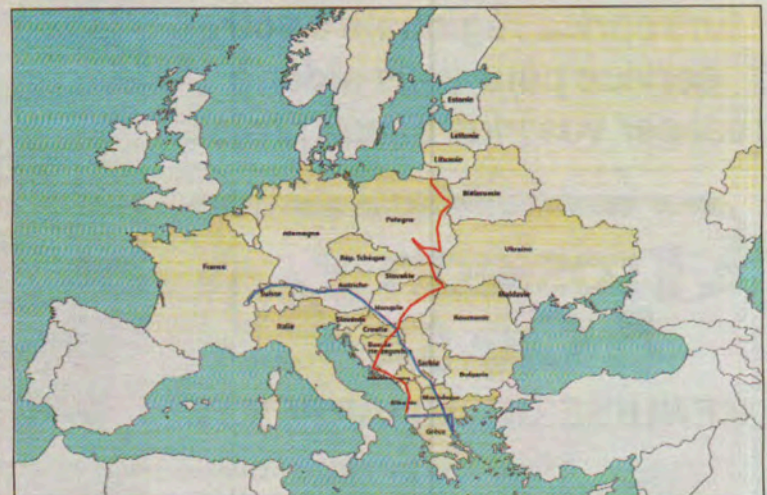 Estonie
Lettonie
Lituanie
Biélorussie
Pologne
Allemagne
Ukraine
Rép. Tchèque
France
Slovaquie
Autriche
Moldavie
Suisse
Hongrie
Slovénie
Roumanie
Italie
Croatie
Serbie
Bulgarie
Grèce